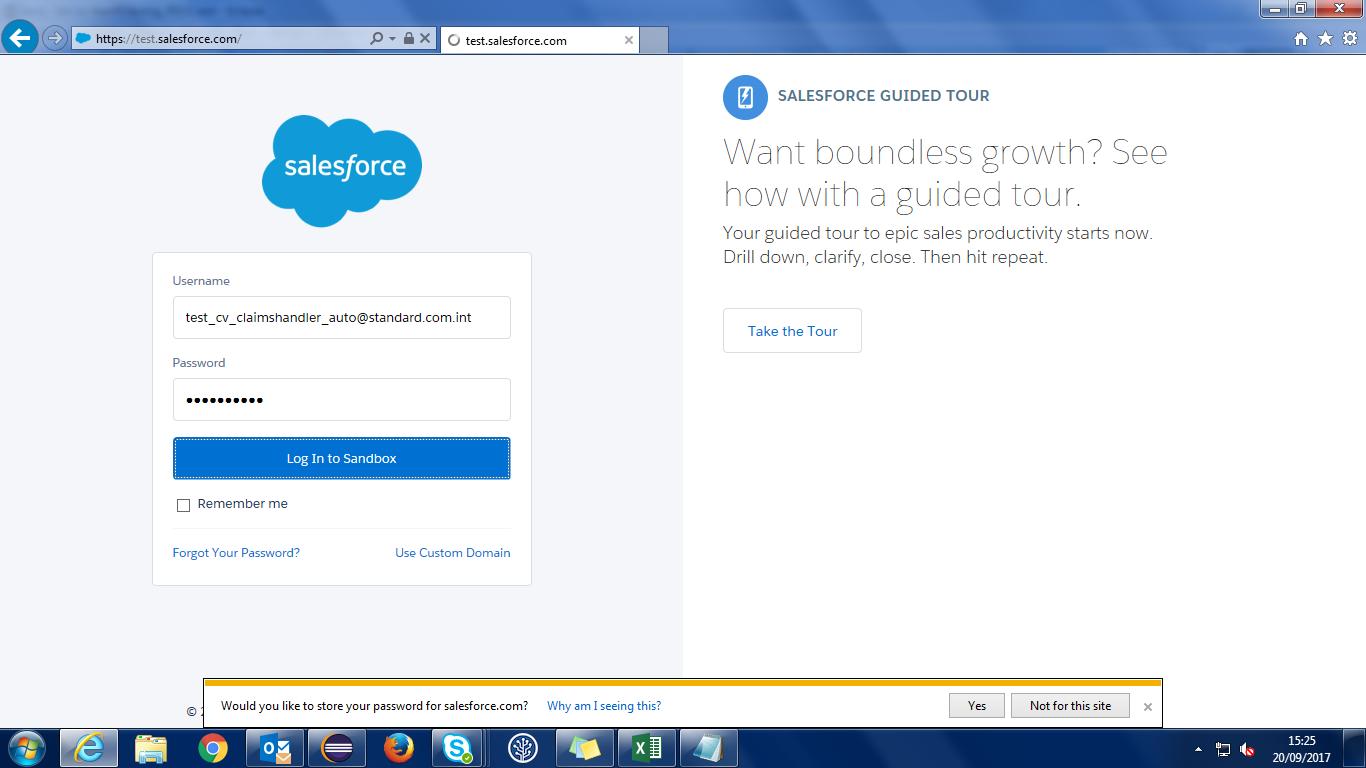 https://test.salesforce.com/
test.salesforce.com
salesforce
Username
test_cv_claimshandler_auto@standard.com.int
Password
Log In to Sandbox
Remember me
Forgot Your Password?
Use Custom Domain
SALESFORCE GUIDED TOUR
Want boundless growth? See
how with a guided tour.
Your guided tour to epic sales productivity starts now.
Drill down, clarify, close. Then hit repeat.
Take the Tour
©
Would you like to store your password for salesforce.com?
Why am I seeing this?
Yes
Not for this site
15:25
20/09/2017